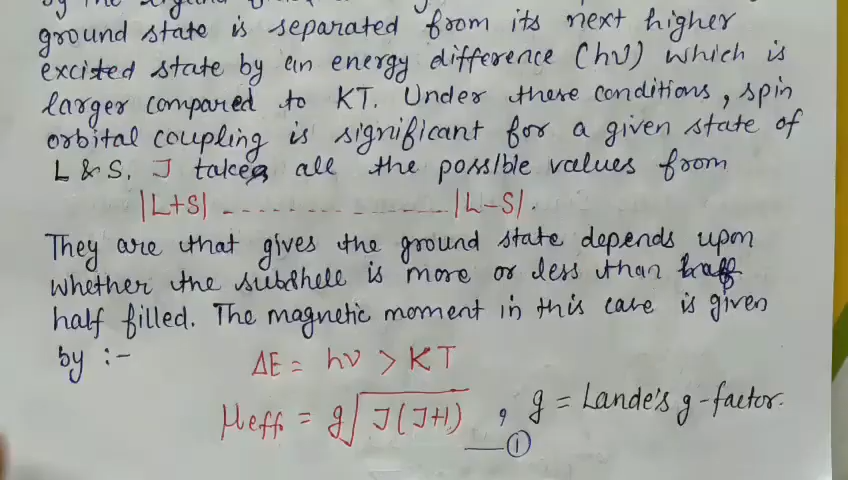 ground state is separated from its next higher
excited state by an energy difference (hν) which is
larger compared to KT. Under these conditions, spin
orbital coupling is significant for a given state of
L & S. J takes all the possible values from
|L+S| ---------------- |L-S|.
They are that gives the ground state depends upon
whether the subshell is more or less than
half filled. The magnetic moment in this case is given
by :-
ΔE = hν > KT
μeff = g√J(J+1) , g = Lande's g-factor.
—①